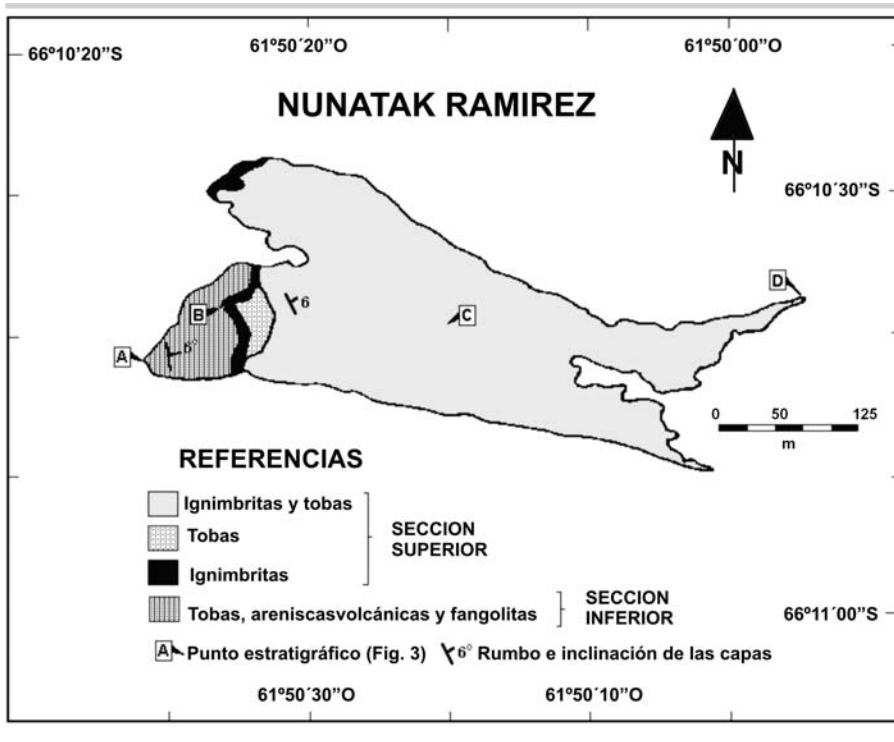 66º10´20”S
61º50´20”O
61º50´00”O
NUNATAK RAMIREZ
N
66º10´30”S
D
6
B
C
A
6º
0 50 125
m
REFERENCIAS
Ignimbritas y tobas
Tobas
Ignimbritas
SECCION
SUPERIOR
Tobas, areniscasvolcánicas y fangolitas
SECCION
INFERIOR
66º11´00”S
A Punto estratigráfico (Fig. 3) 6º Rumbo e inclinación de las capas
61º50´30”O
61º50´10”O